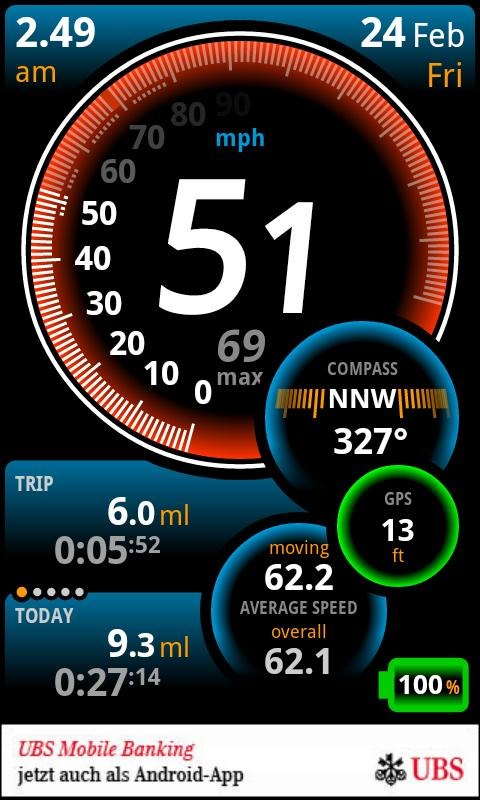 2.49
am
24 Feb
Fri
90
80
70
60
50
40
30
20
10
0
mph
51
69
max
COMPASS
NNW
327°
GPS
13
ft
TRIP
6.0 ml
0:05:52
moving
62.2
AVERAGE SPEED
overall
62.1
TODAY
9.3 ml
0:27:14
100 %
UBS Mobile Banking
jetzt auch als Android-App
UBS